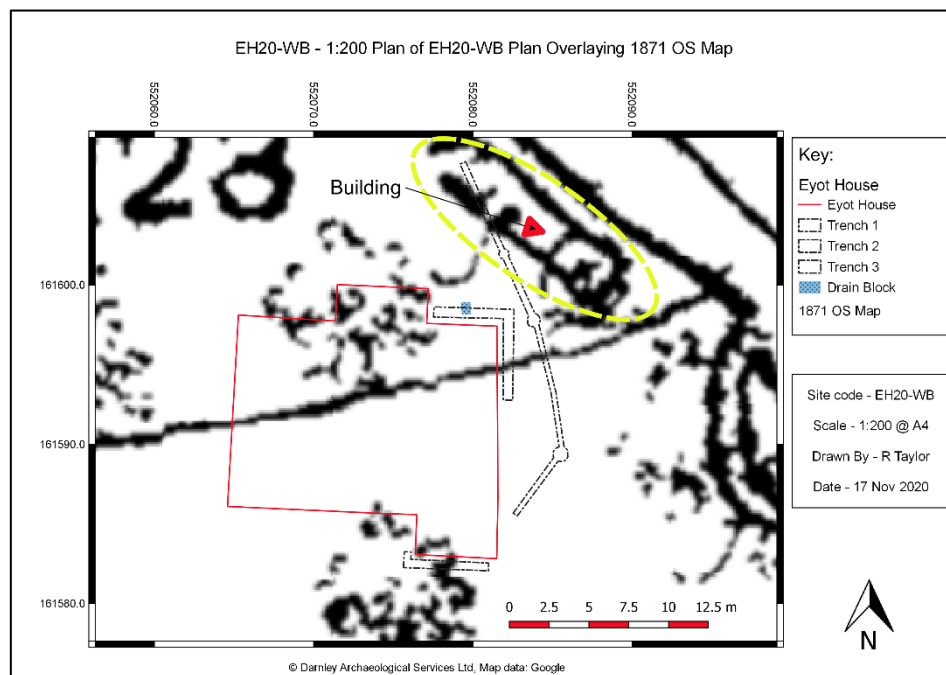 EH20-WB - 1:200 Plan of EH20-WB Plan Overlaying 1871 OS Map
552060.0
552070.0
552080.0
552090.0
28
Building
161600.0
161590.0
161580.0
0 2.5 5 7.5 10 12.5 m
Key:
Eyot House
Eyot House
Trench 1
Trench 2
Trench 3
Drain Block
1871 OS Map
Site code - EH20-WB
Scale - 1:200 @ A4
Drawn By - R Taylor
Date - 17 Nov 2020
N
© Darnley Archaeological Services Ltd, Map data: Google